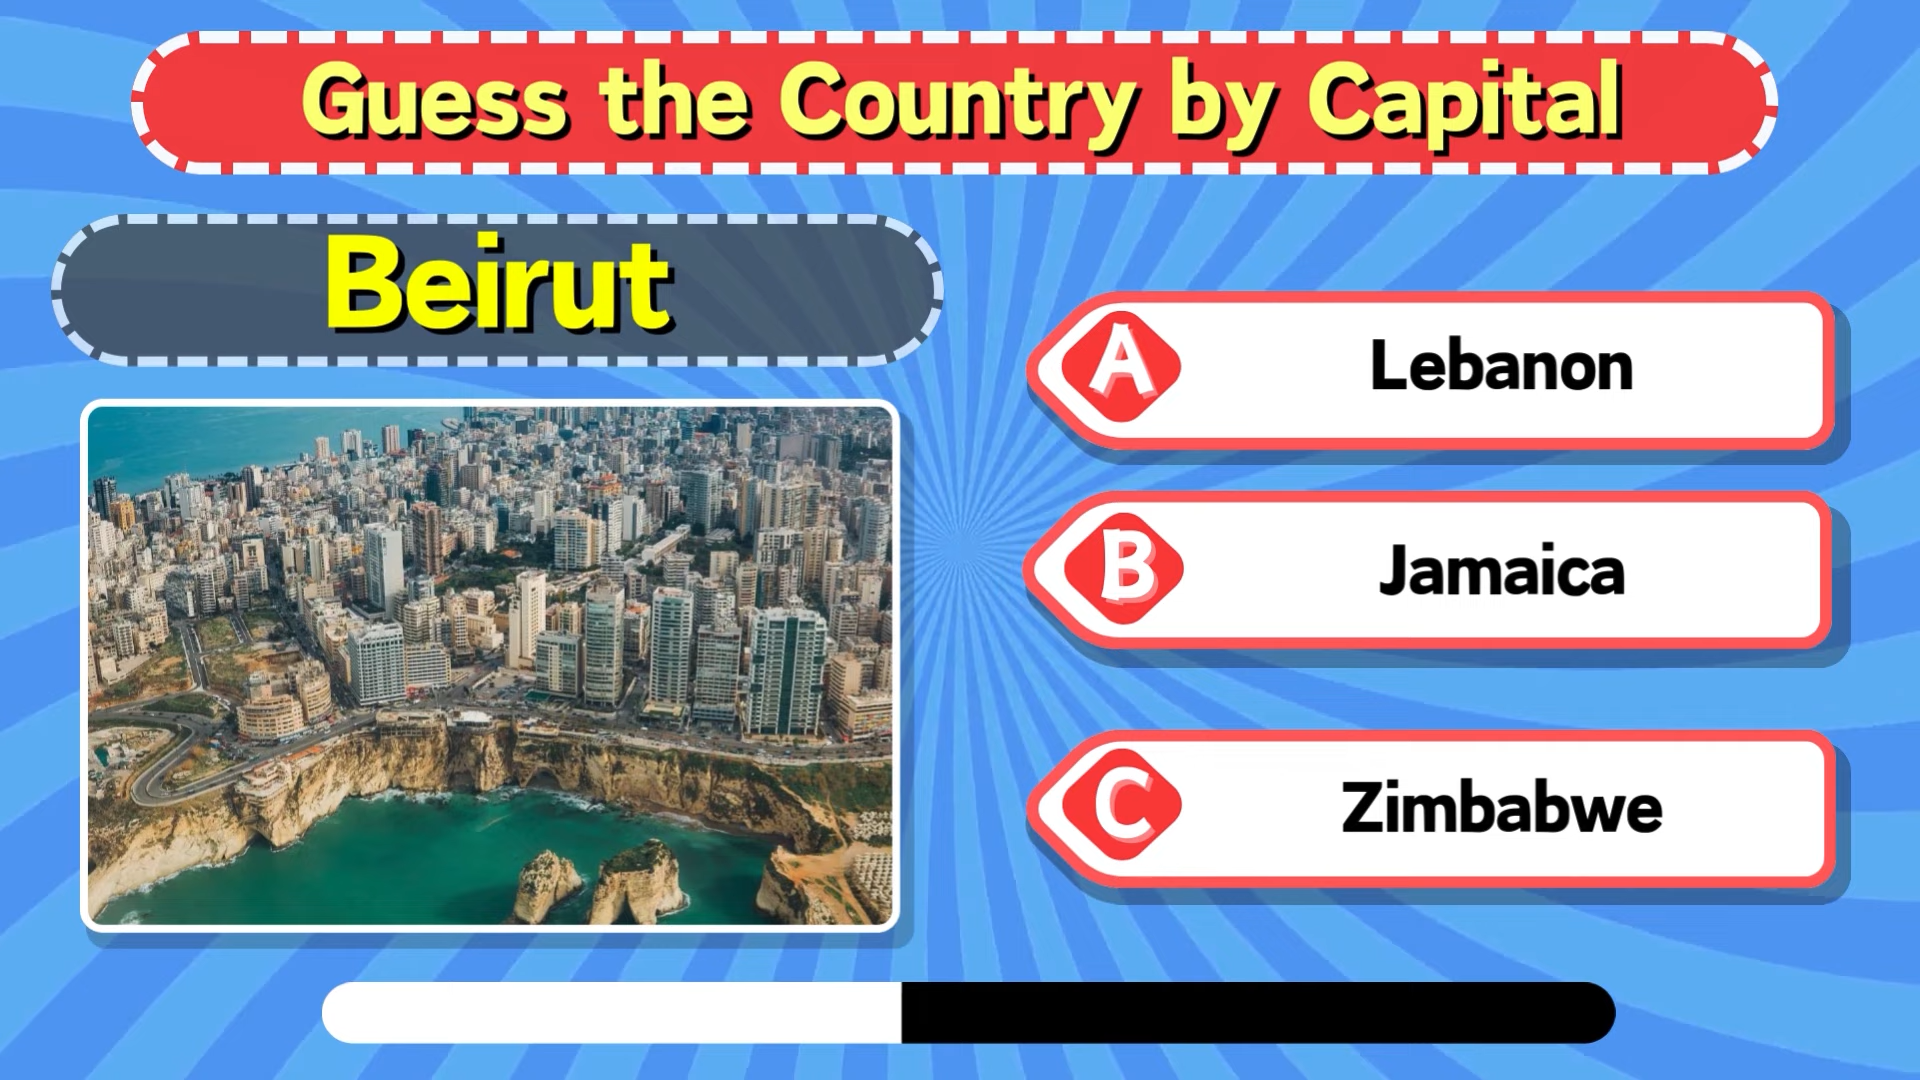 Guess the Country by Capital
Beirut
A Lebanon
B Jamaica
C Zimbabwe